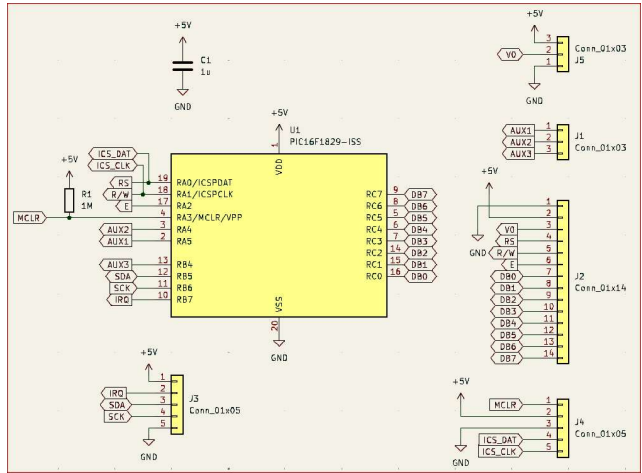 +5V
C1
1u
GND
+5V
3
V0
2
1
Conn_01x03
J5
GND
+5V
U1
PIC16F1829-ISS
1
VDD
AUX1
1
AUX2
2
AUX3
3
J1
Conn_01x03
ICS_DAT
ICS_CLK
+5V
R1
1M
MCLR
RS
19
RA0/ICSPDAT
R/W
18
RA1/ICSPCLK
E
17
RA2
4
RA3/MCLR/VPP
AUX2
3
RA4
AUX1
2
RA5
AUX3
13
RB4
SDA
12
RB5
SCK
11
RB6
IRQ
10
RB7
RC7
9
DB7
RC6
8
DB6
RC5
5
DB5
RC4
6
DB4
RC3
7
DB3
RC2
14
DB2
RC1
15
DB1
RC0
16
DB0
VSS
20
GND
+5V
1
2
V0
3
GND
RS
4
R/W
5
E
6
DB0
7
DB1
8
DB2
9
DB3
10
DB4
11
DB5
12
DB6
13
DB7
14
J2
Conn_01x14
+5V
1
IRQ
2
SDA
3
SCK
4
5
J3
Conn_01x05
GND
+5V
MCLR
1
2
3
ICS_DAT
4
ICS_CLK
5
J4
Conn_01x05
GND